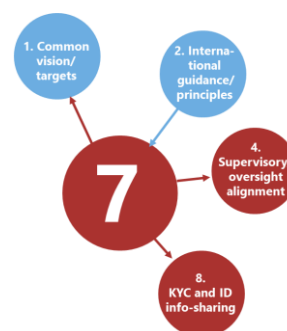 1. Common
vision/
targets
2. Interna-
tional
guidance/
principles
7
4.
Supervisory
oversight
alignment
8.
KYC and ID
info-sharing